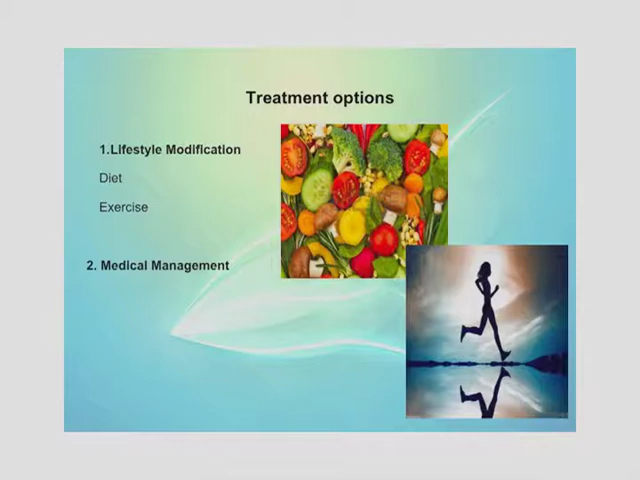 Treatment options
1.Lifestyle Modification
Diet
Exercise
2. Medical Management